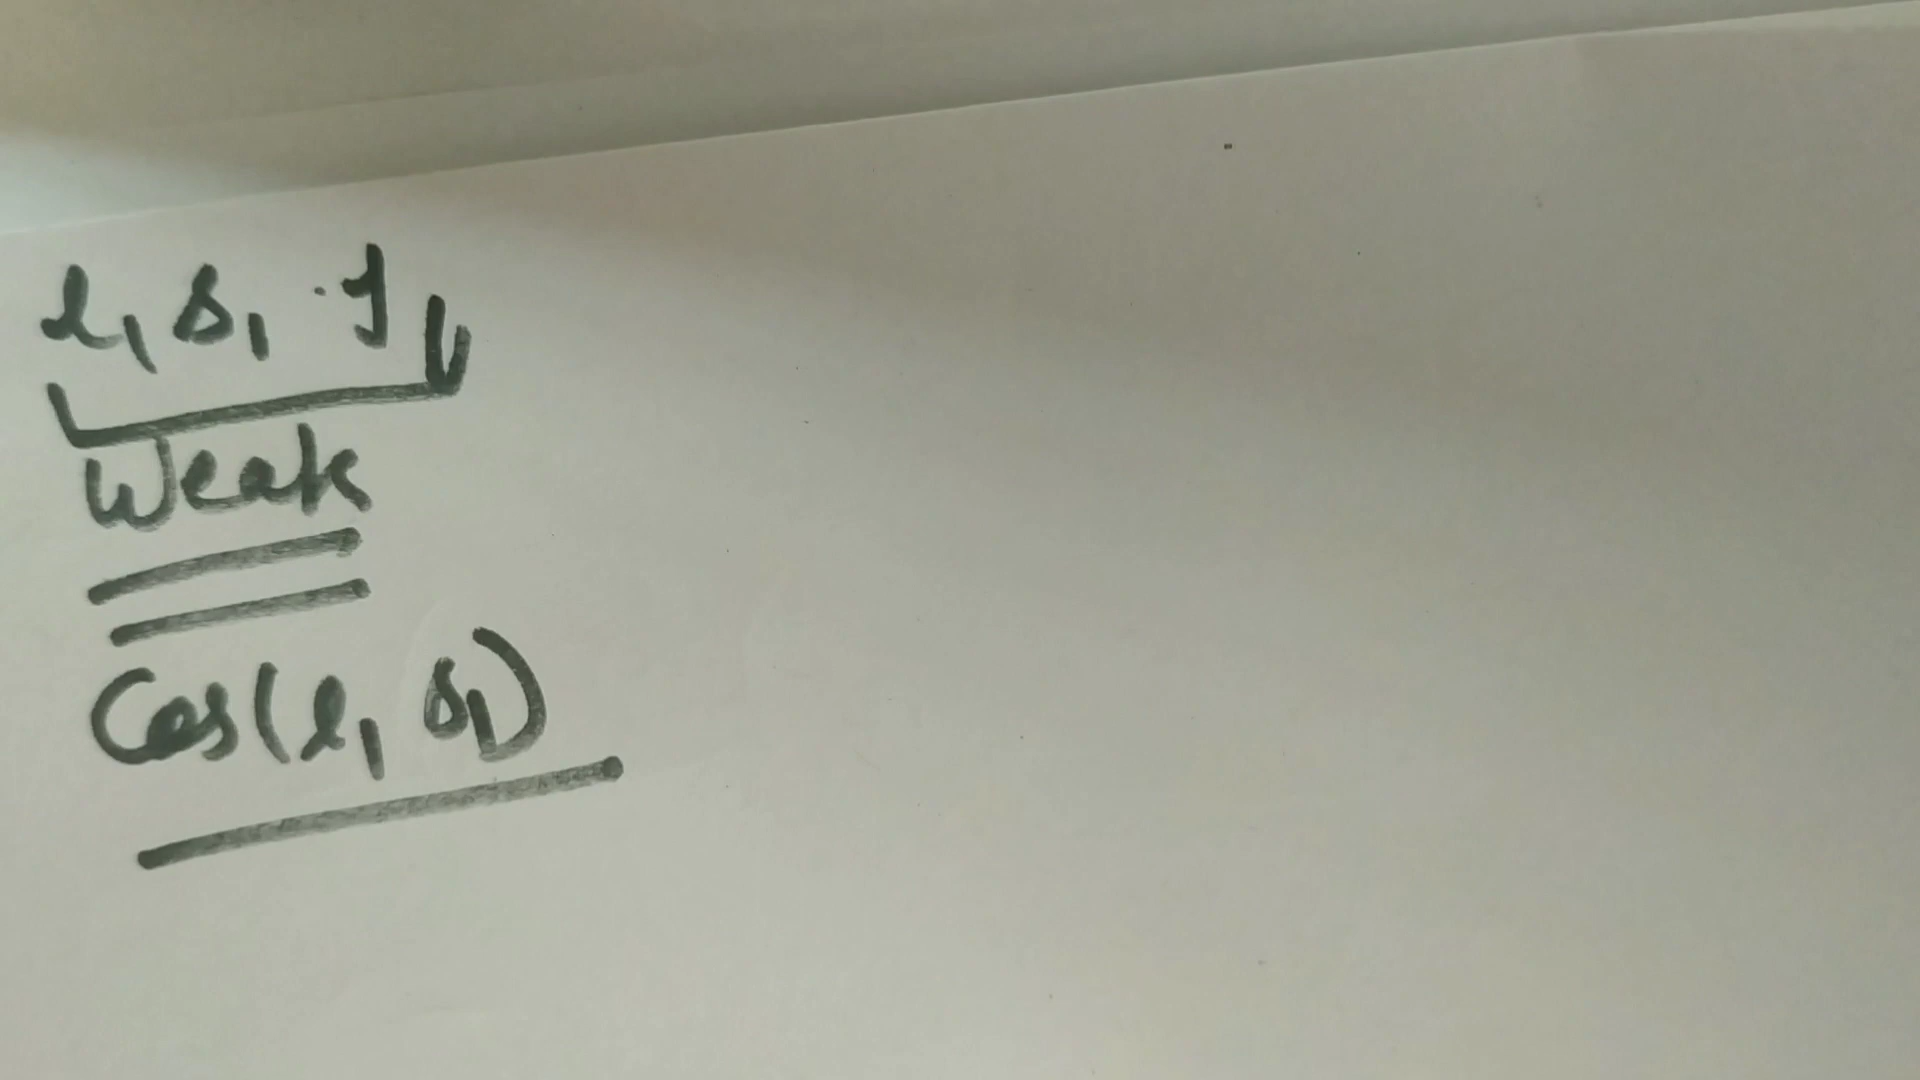 l, s, j
Weak
Cos(l, s)